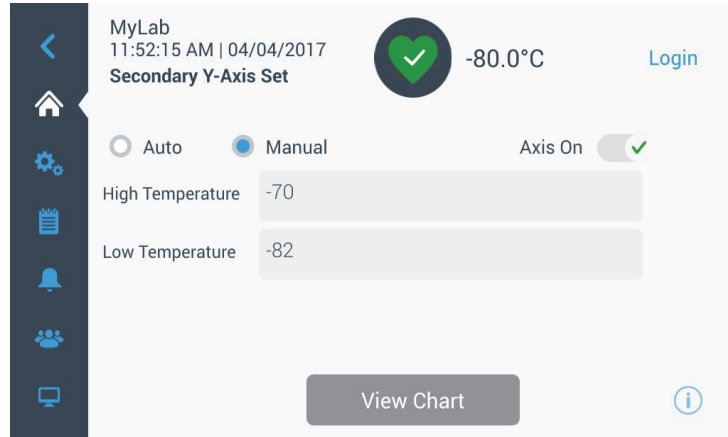 MyLab
11:52:15 AM | 04/04/2017
Secondary Y-Axis Set
-80.0°C
Login
Auto
Manual
Axis On
High Temperature
-70
Low Temperature
-82
View Chart
i